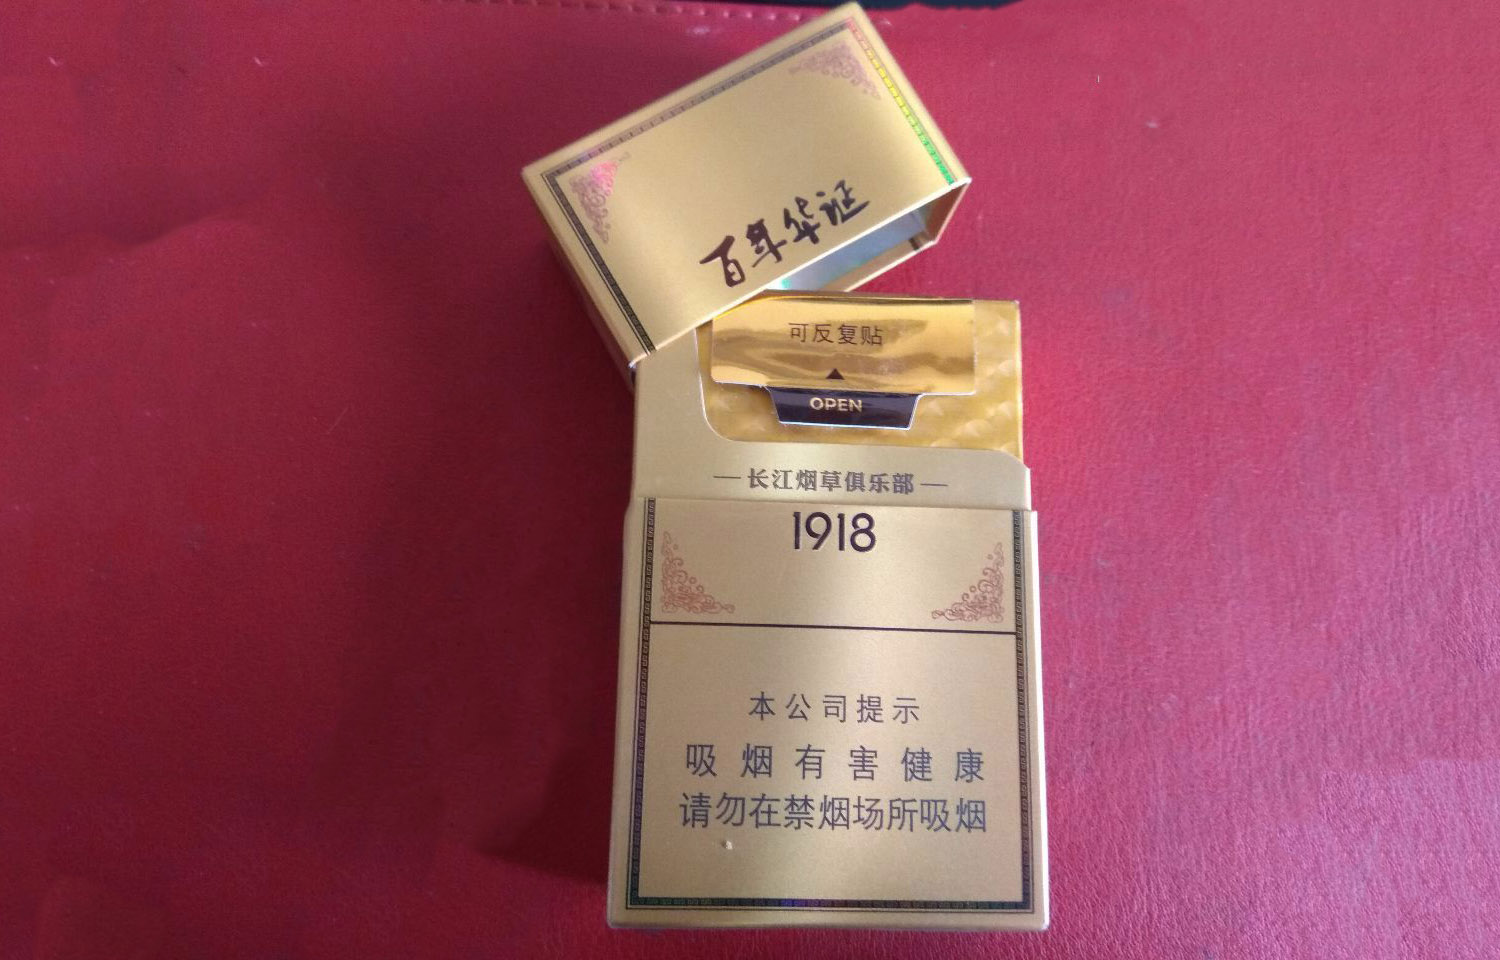 百年华证
可反复贴
OPEN
长江烟草俱乐部
1918
本公司提示
吸烟有害健康
请勿在禁烟场所吸烟